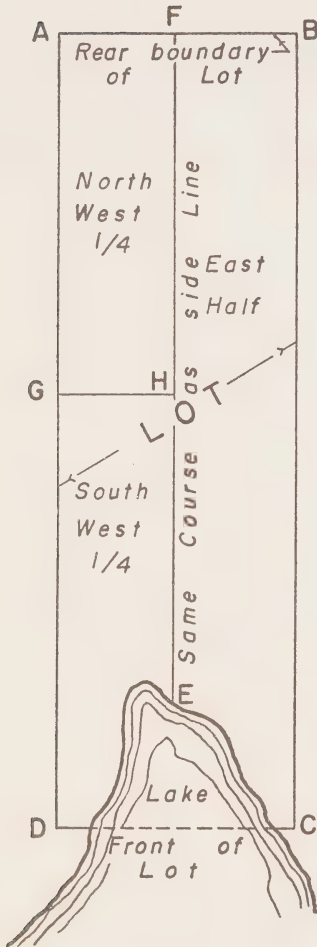 F
A
B
Rear boundary
of Lot
North
West
1/4
Same Course as side Line
East
Half
G
H
LOT
South
West
1/4
E
Lake
D
C
Front of
Lot